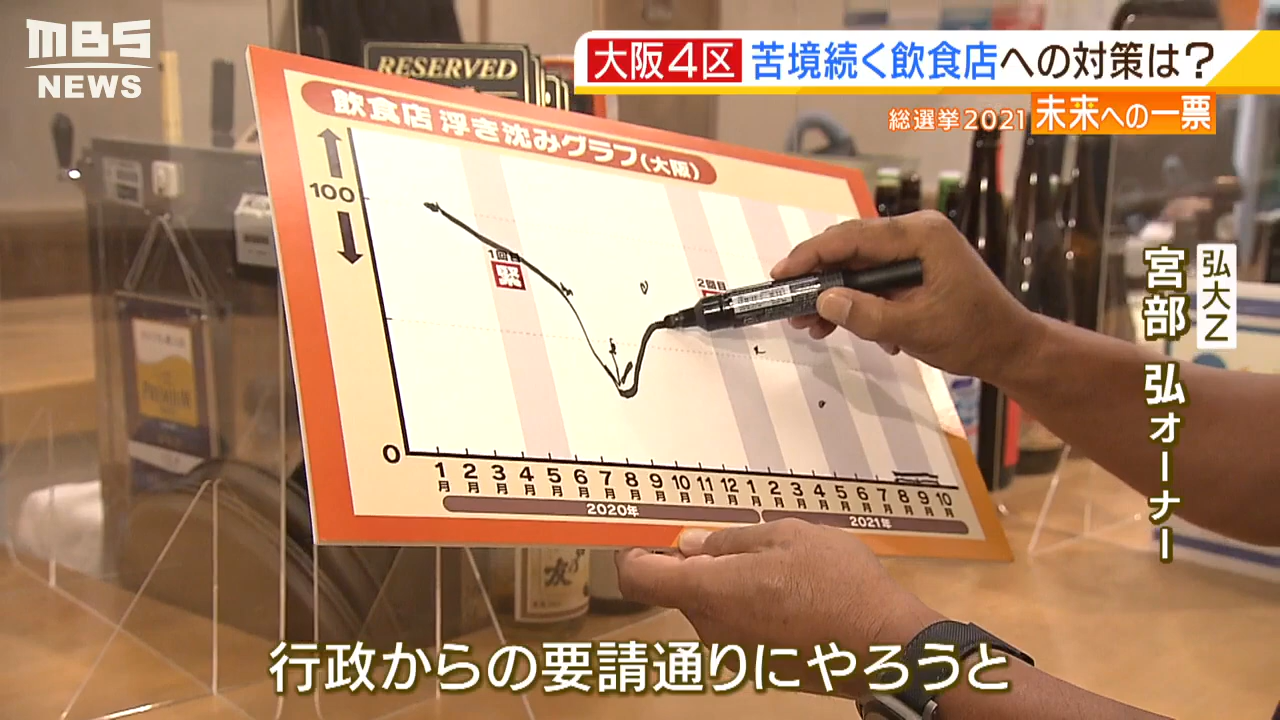 MBS
NEWS
大阪4区 苦境続く飲食店への対策は?
総選挙2021 未来への一票
RESERVED
飲食店 浮き沈みグラフ(大阪)
100
1回目
緊
2回目
0
1月 2月 3月 4月 5月 6月 7月 8月 9月 10月 11月 12月 1月 2月 3月 4月 5月 6月 7月 8月 9月 10月
2020年 2021年
弘大乙
宮部 弘オーナー
行政からの要請通りにやろうと